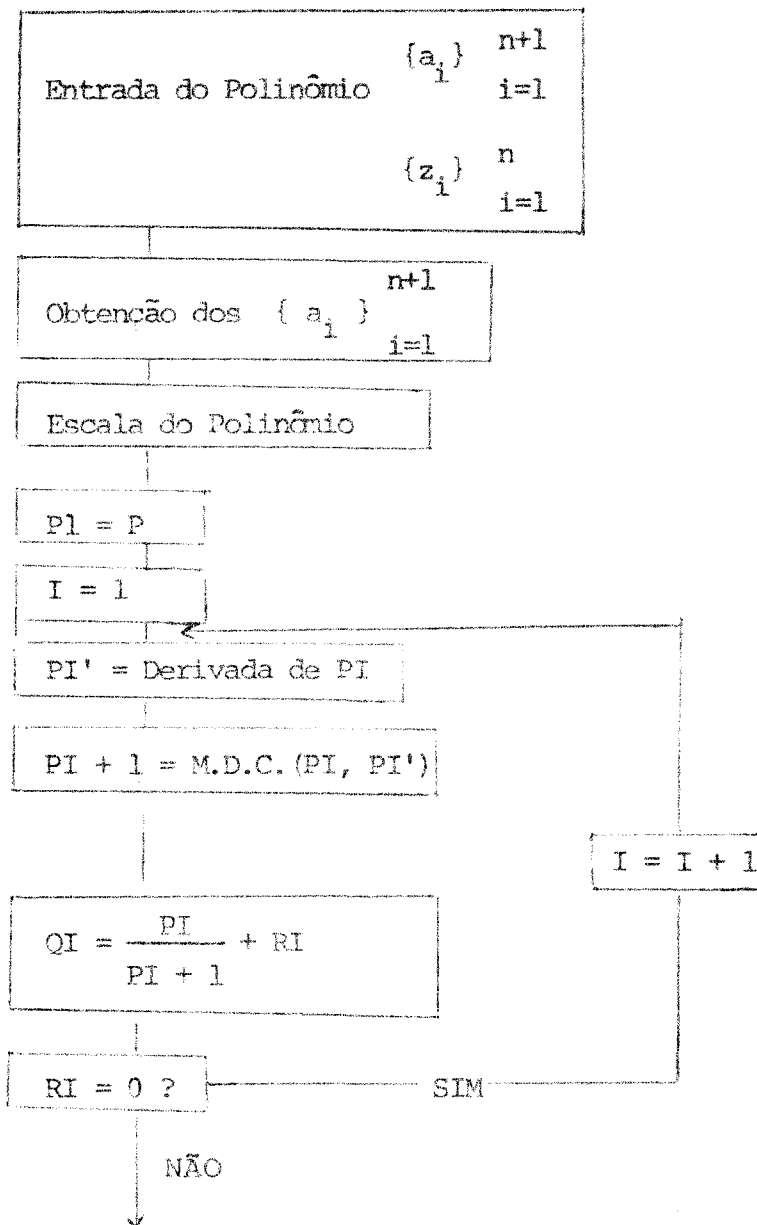 Entrada do Polinômio {a_i} n+1 i=1
{z_i} n i=1
Obtenção dos { a_i } n+1 i=1
Escala do Polinômio
P1 = P
I = 1
PI' = Derivada de PI
PI + 1 = M.D.C.(PI, PI')
I = I + 1
QI = PI / PI + 1 + RI
RI = 0 ?
SIM
NÃO